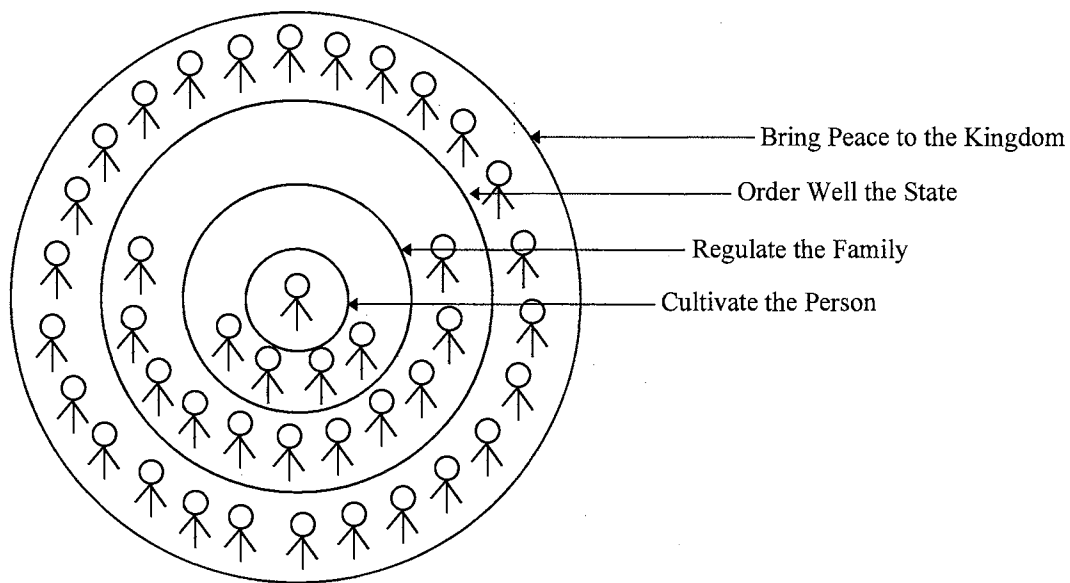 Bring Peace to the Kingdom
Order Well the State
Regulate the Family
Cultivate the Person